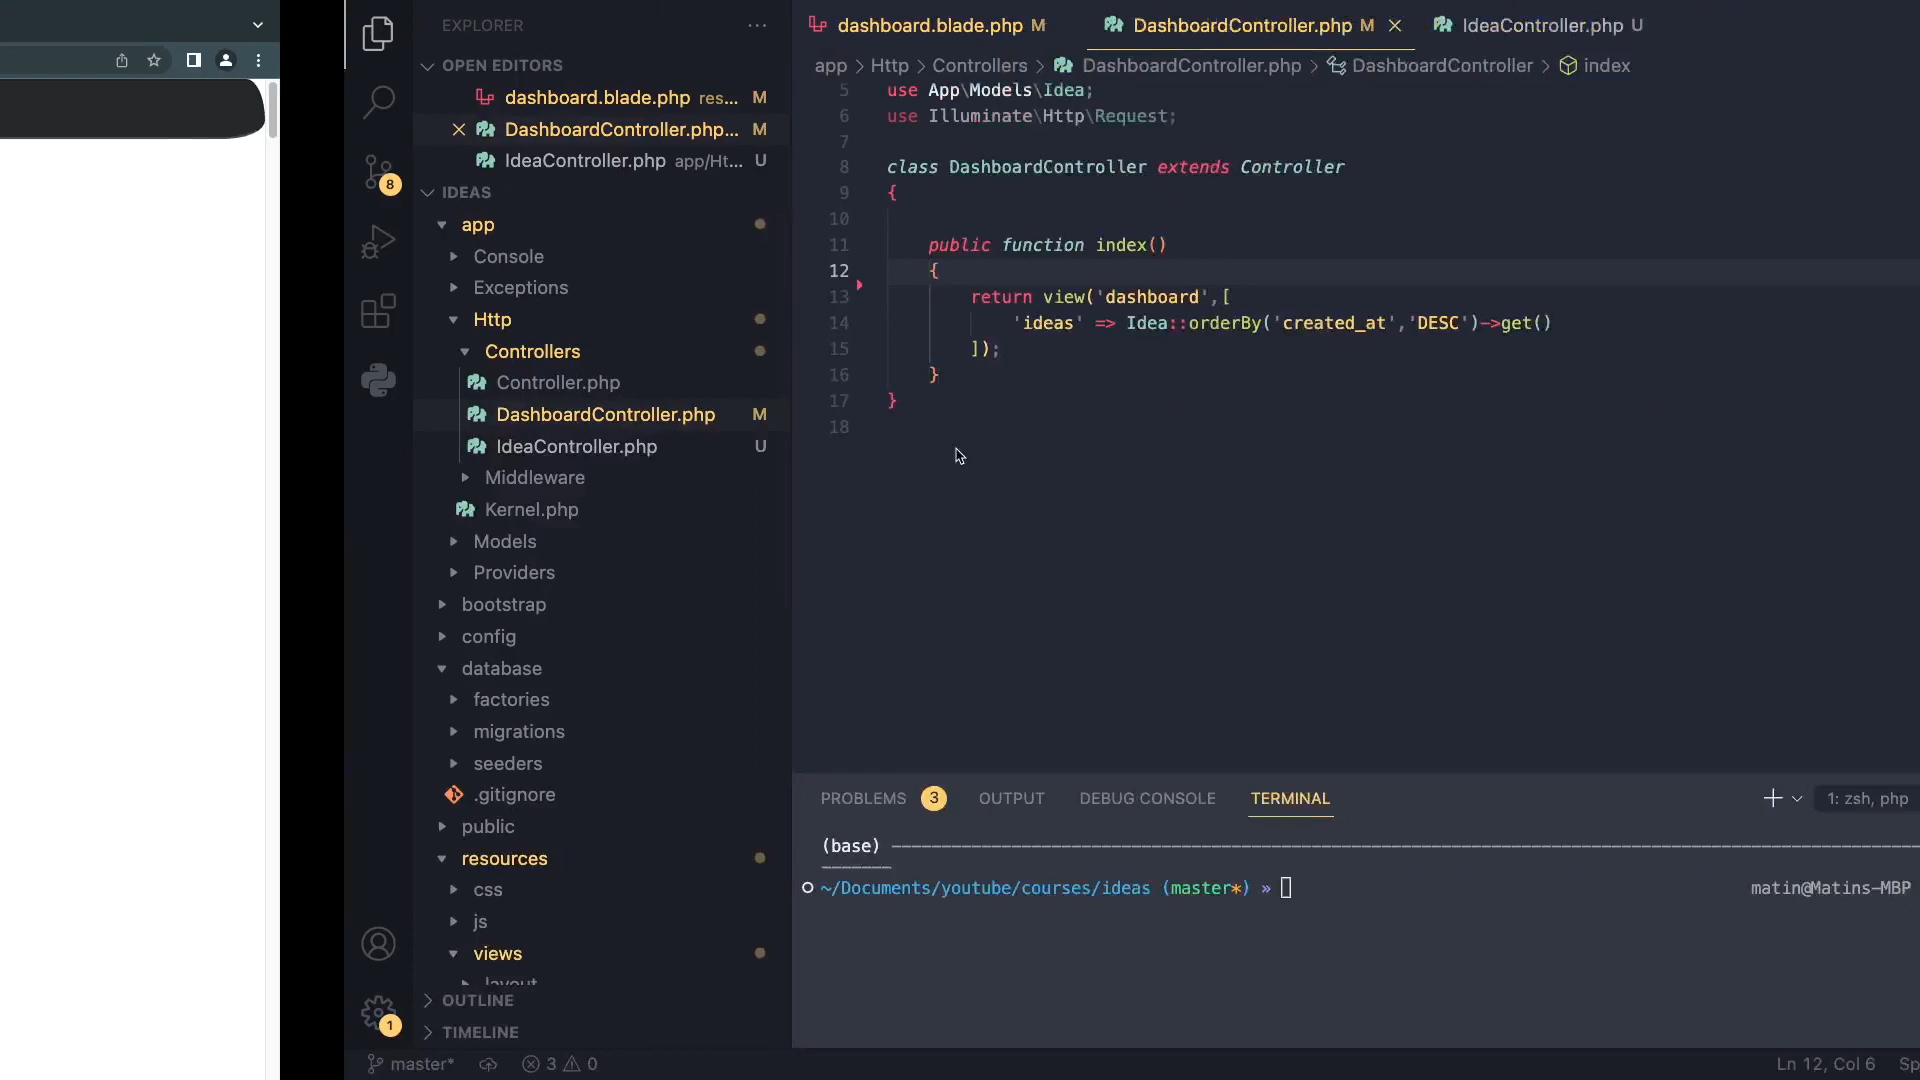 EXPLORER
OPEN EDITORS
dashboard.blade.php res... M
DashboardController.php... M
IdeaController.php app/Ht... U
8
IDEAS
app
Console
Exceptions
Http
Controllers
Controller.php
DashboardController.php M
IdeaController.php U
Middleware
Kernel.php
Models
Providers
bootstrap
config
database
factories
migrations
seeders
.gitignore
public
resources
css
js
views
layout
OUTLINE
1
TIMELINE
master*
3
0
dashboard.blade.php M
DashboardController.php M
IdeaController.php U
app > Http > Controllers > DashboardController.php > DashboardController > index
5 use App\Models\Idea;
6 use Illuminate\Http\Request;
7
8 class DashboardController extends Controller
9 {
10
11 public function index()
12 {
13 return view('dashboard',[
14 'ideas' => Idea::orderBy('created_at','DESC')->get()
15 ]);
16 }
17 }
18
PROBLEMS 3 OUTPUT DEBUG CONSOLE TERMINAL
1: zsh, php
(base)
~/Documents/youtube/courses/ideas (master*) »
matin@Matins-MBP
Ln 12, Col 6
Sp